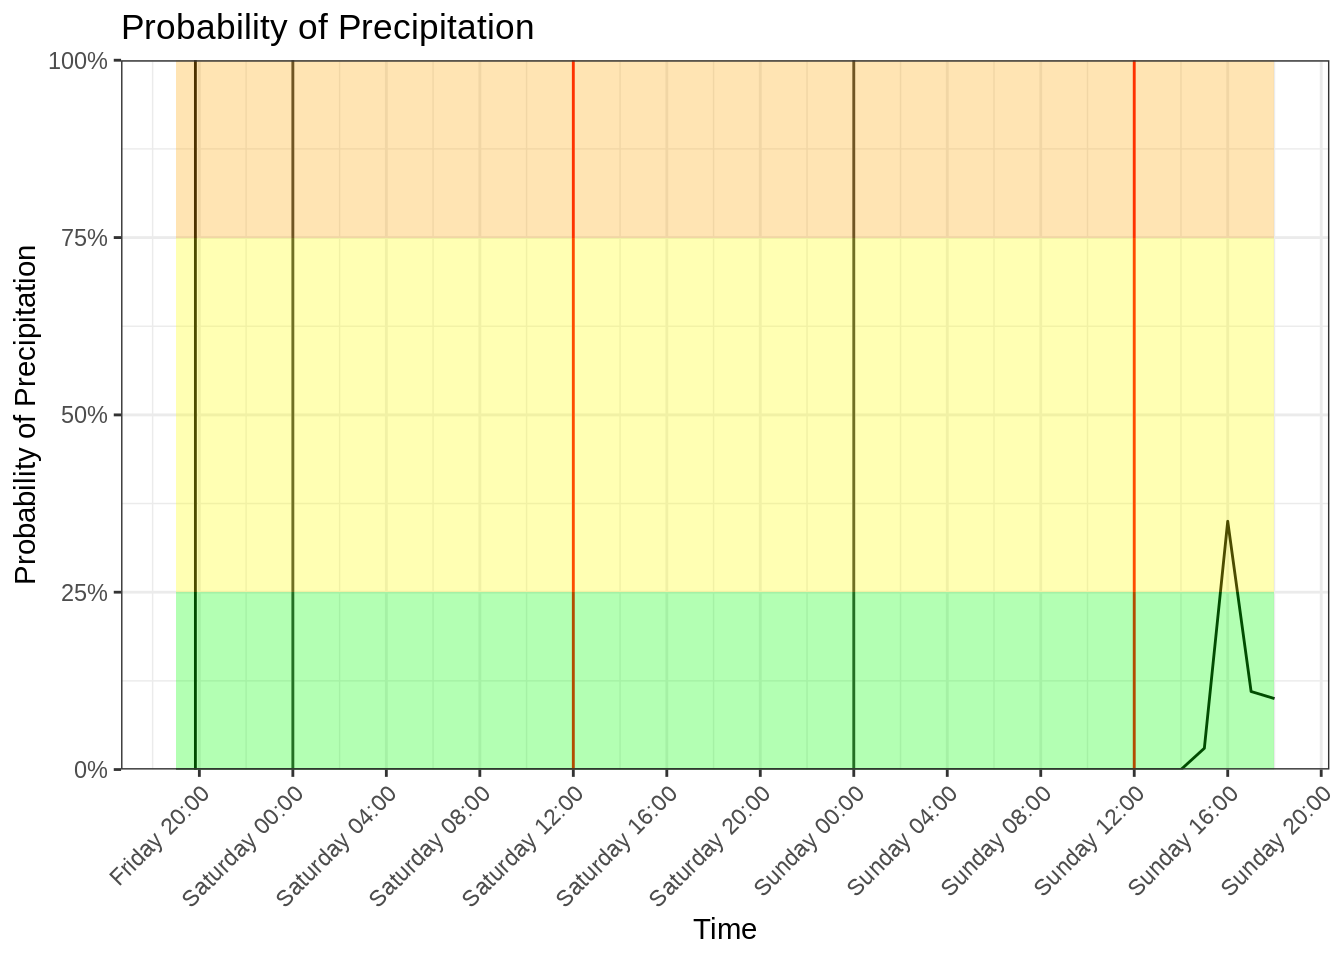 Probability of Precipitation
Probability of Precipitation
100%
75%
50%
25%
0%
Friday 20:00
Saturday 00:00
Saturday 04:00
Saturday 08:00
Saturday 12:00
Saturday 16:00
Saturday 20:00
Sunday 00:00
Sunday 04:00
Sunday 08:00
Sunday 12:00
Sunday 16:00
Sunday 20:00
Time